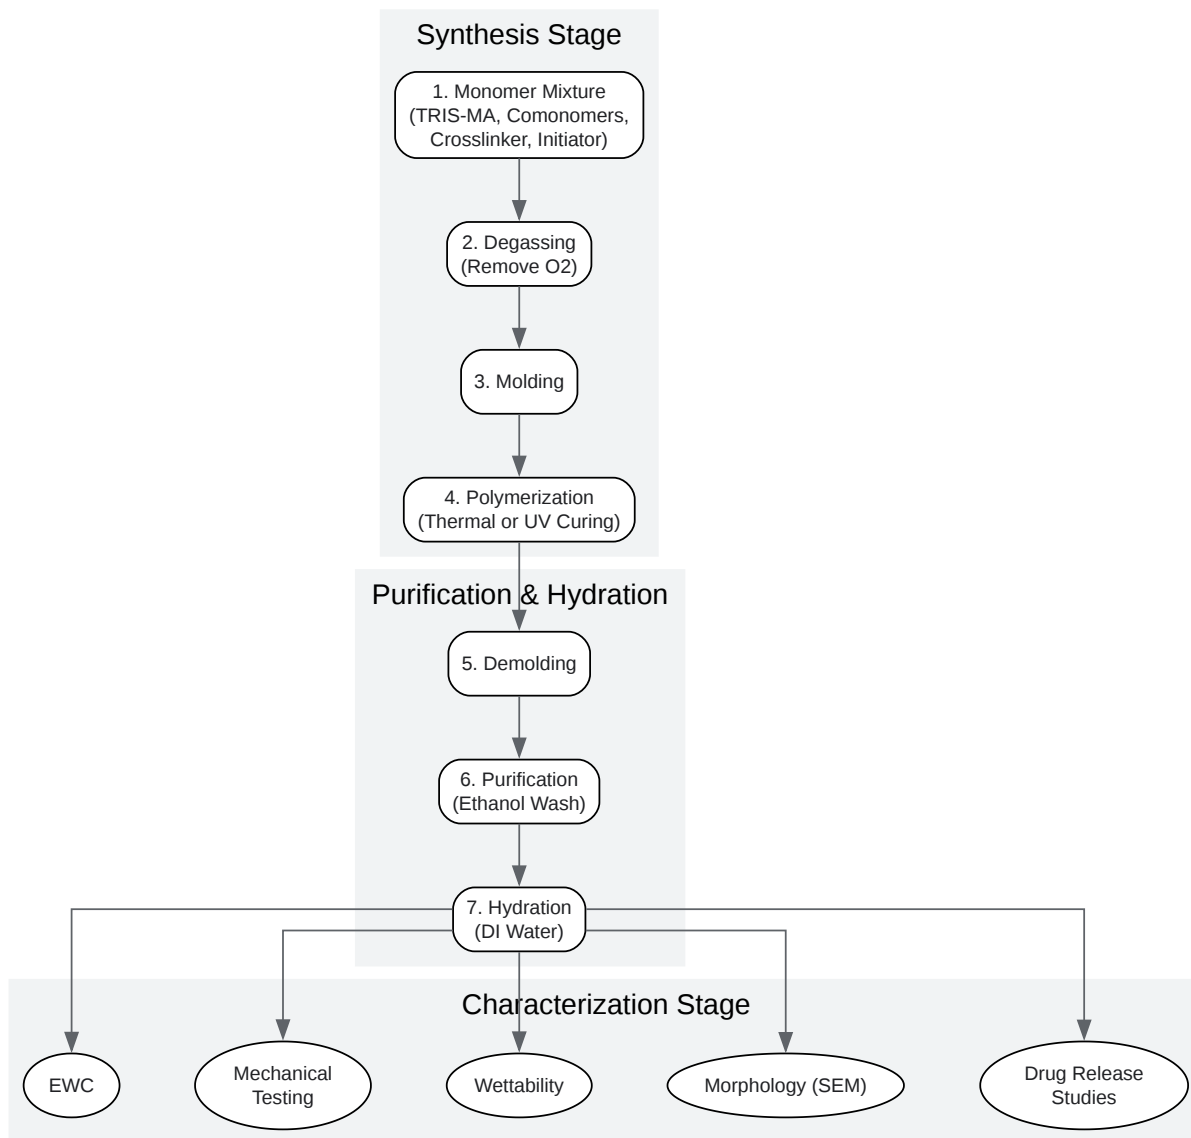 Synthesis Stage
1. Monomer Mixture
(TRIS-MA, Comonomers,
Crosslinker, Initiator)
2. Degassing
(Remove O2)
3. Molding
4. Polymerization
(Thermal or UV Curing)
Purification & Hydration
5. Demolding
6. Purification
(Ethanol Wash)
7. Hydration
(DI Water)
Characterization Stage
EWC
Mechanical
Testing
Wettability
Morphology (SEM)
Drug Release
Studies